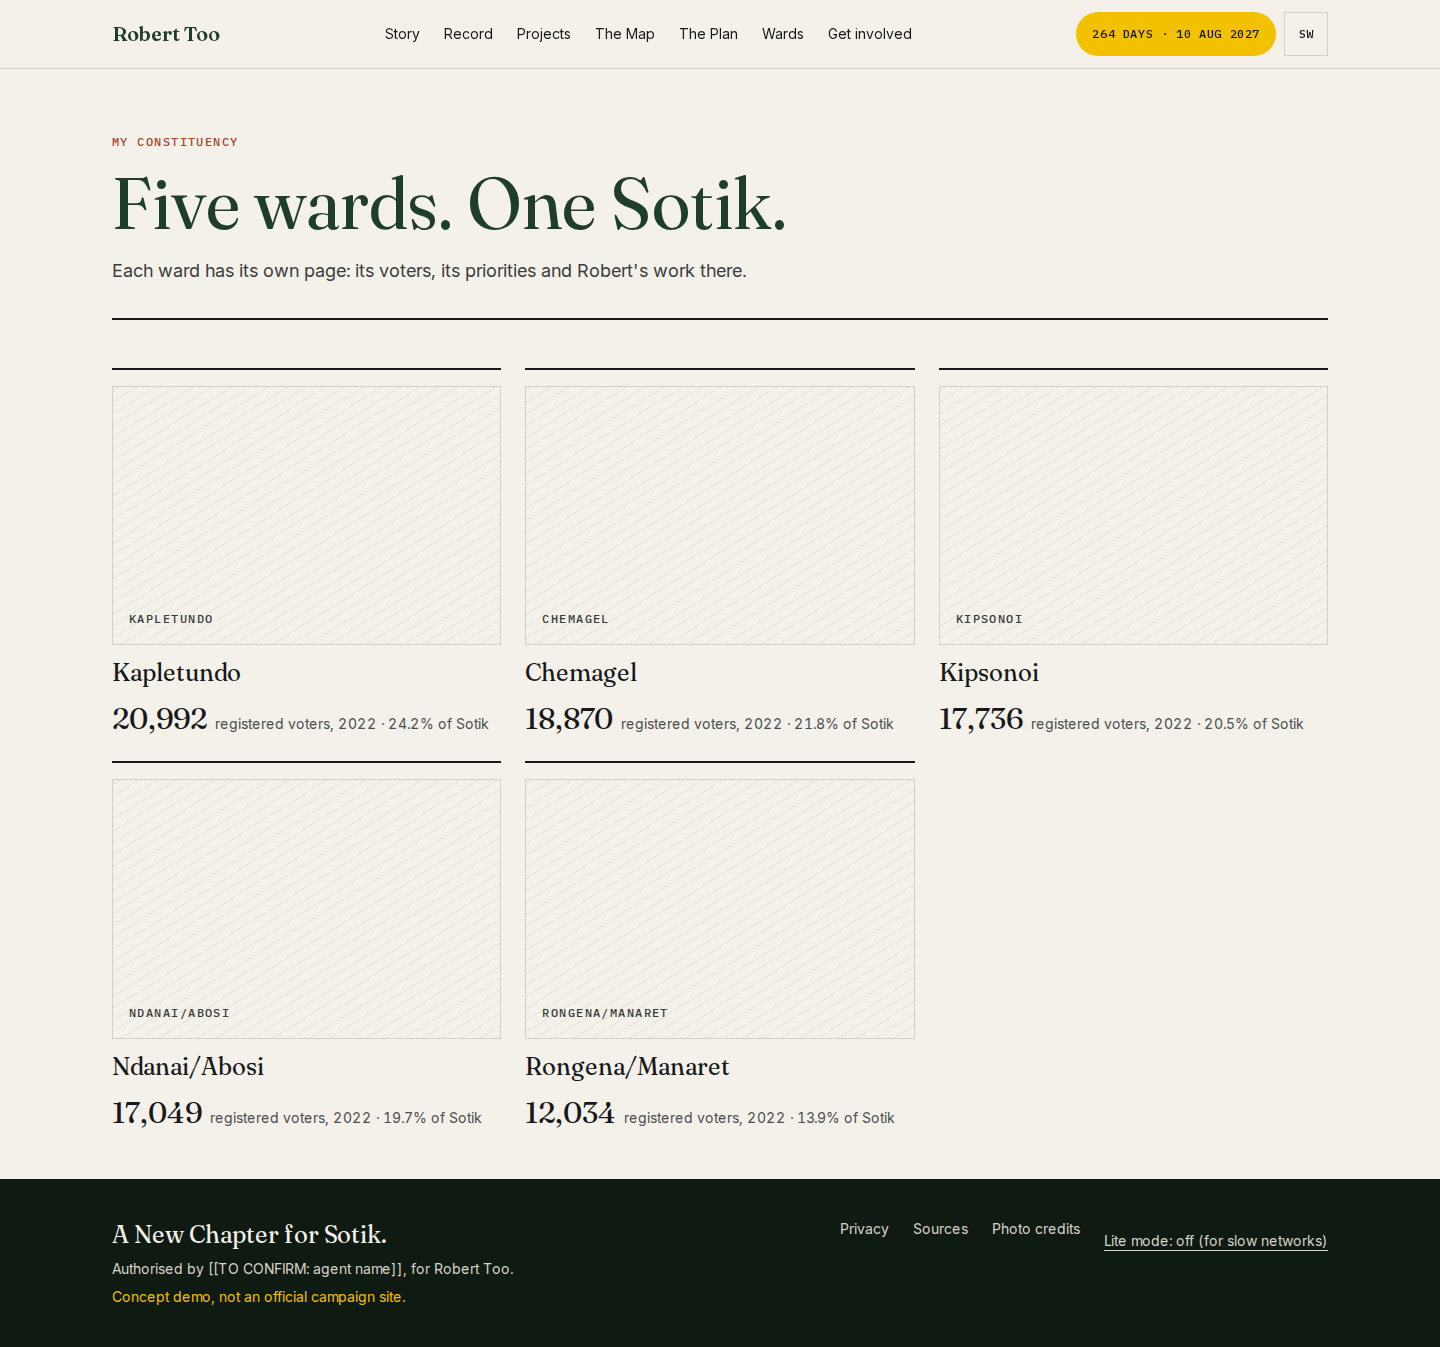 Robert Too
Story Record Projects The Map The Plan Wards Get involved
264 DAYS · 10 AUG 2027
SW
MY CONSTITUENCY
Five wards. One Sotik.
Each ward has its own page: its voters, its priorities and Robert's work there.
KAPLETUNDO
Kapletundo
20,992 registered voters, 2022 · 24.2% of Sotik
CHEMAGEL
Chemagel
18,870 registered voters, 2022 · 21.8% of Sotik
KIPSONOI
Kipsonoi
17,736 registered voters, 2022 · 20.5% of Sotik
NDANAI/ABOSI
Ndanai/Abosi
17,049 registered voters, 2022 · 19.7% of Sotik
RONGENA/MANARET
Rongena/Manaret
12,034 registered voters, 2022 · 13.9% of Sotik
A New Chapter for Sotik.
Authorised by [[TO CONFIRM: agent name]], for Robert Too.
Concept demo, not an official campaign site.
Privacy Sources Photo credits Lite mode: off (for slow networks)